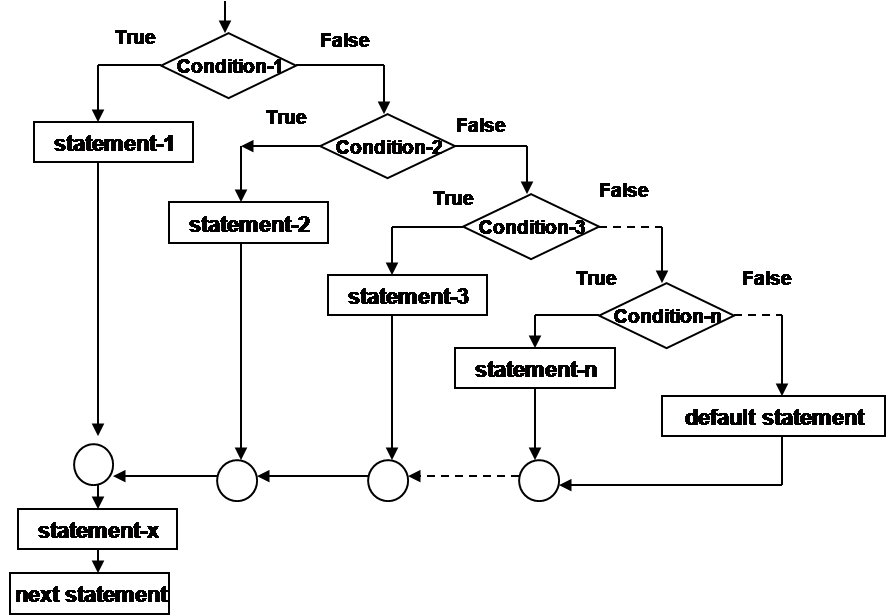 True
False
Condition-1
True
False
statement-1
Condition-2
True
False
statement-2
Condition-3
True
False
statement-3
Condition-n
statement-n
default statement
statement-x
next statement